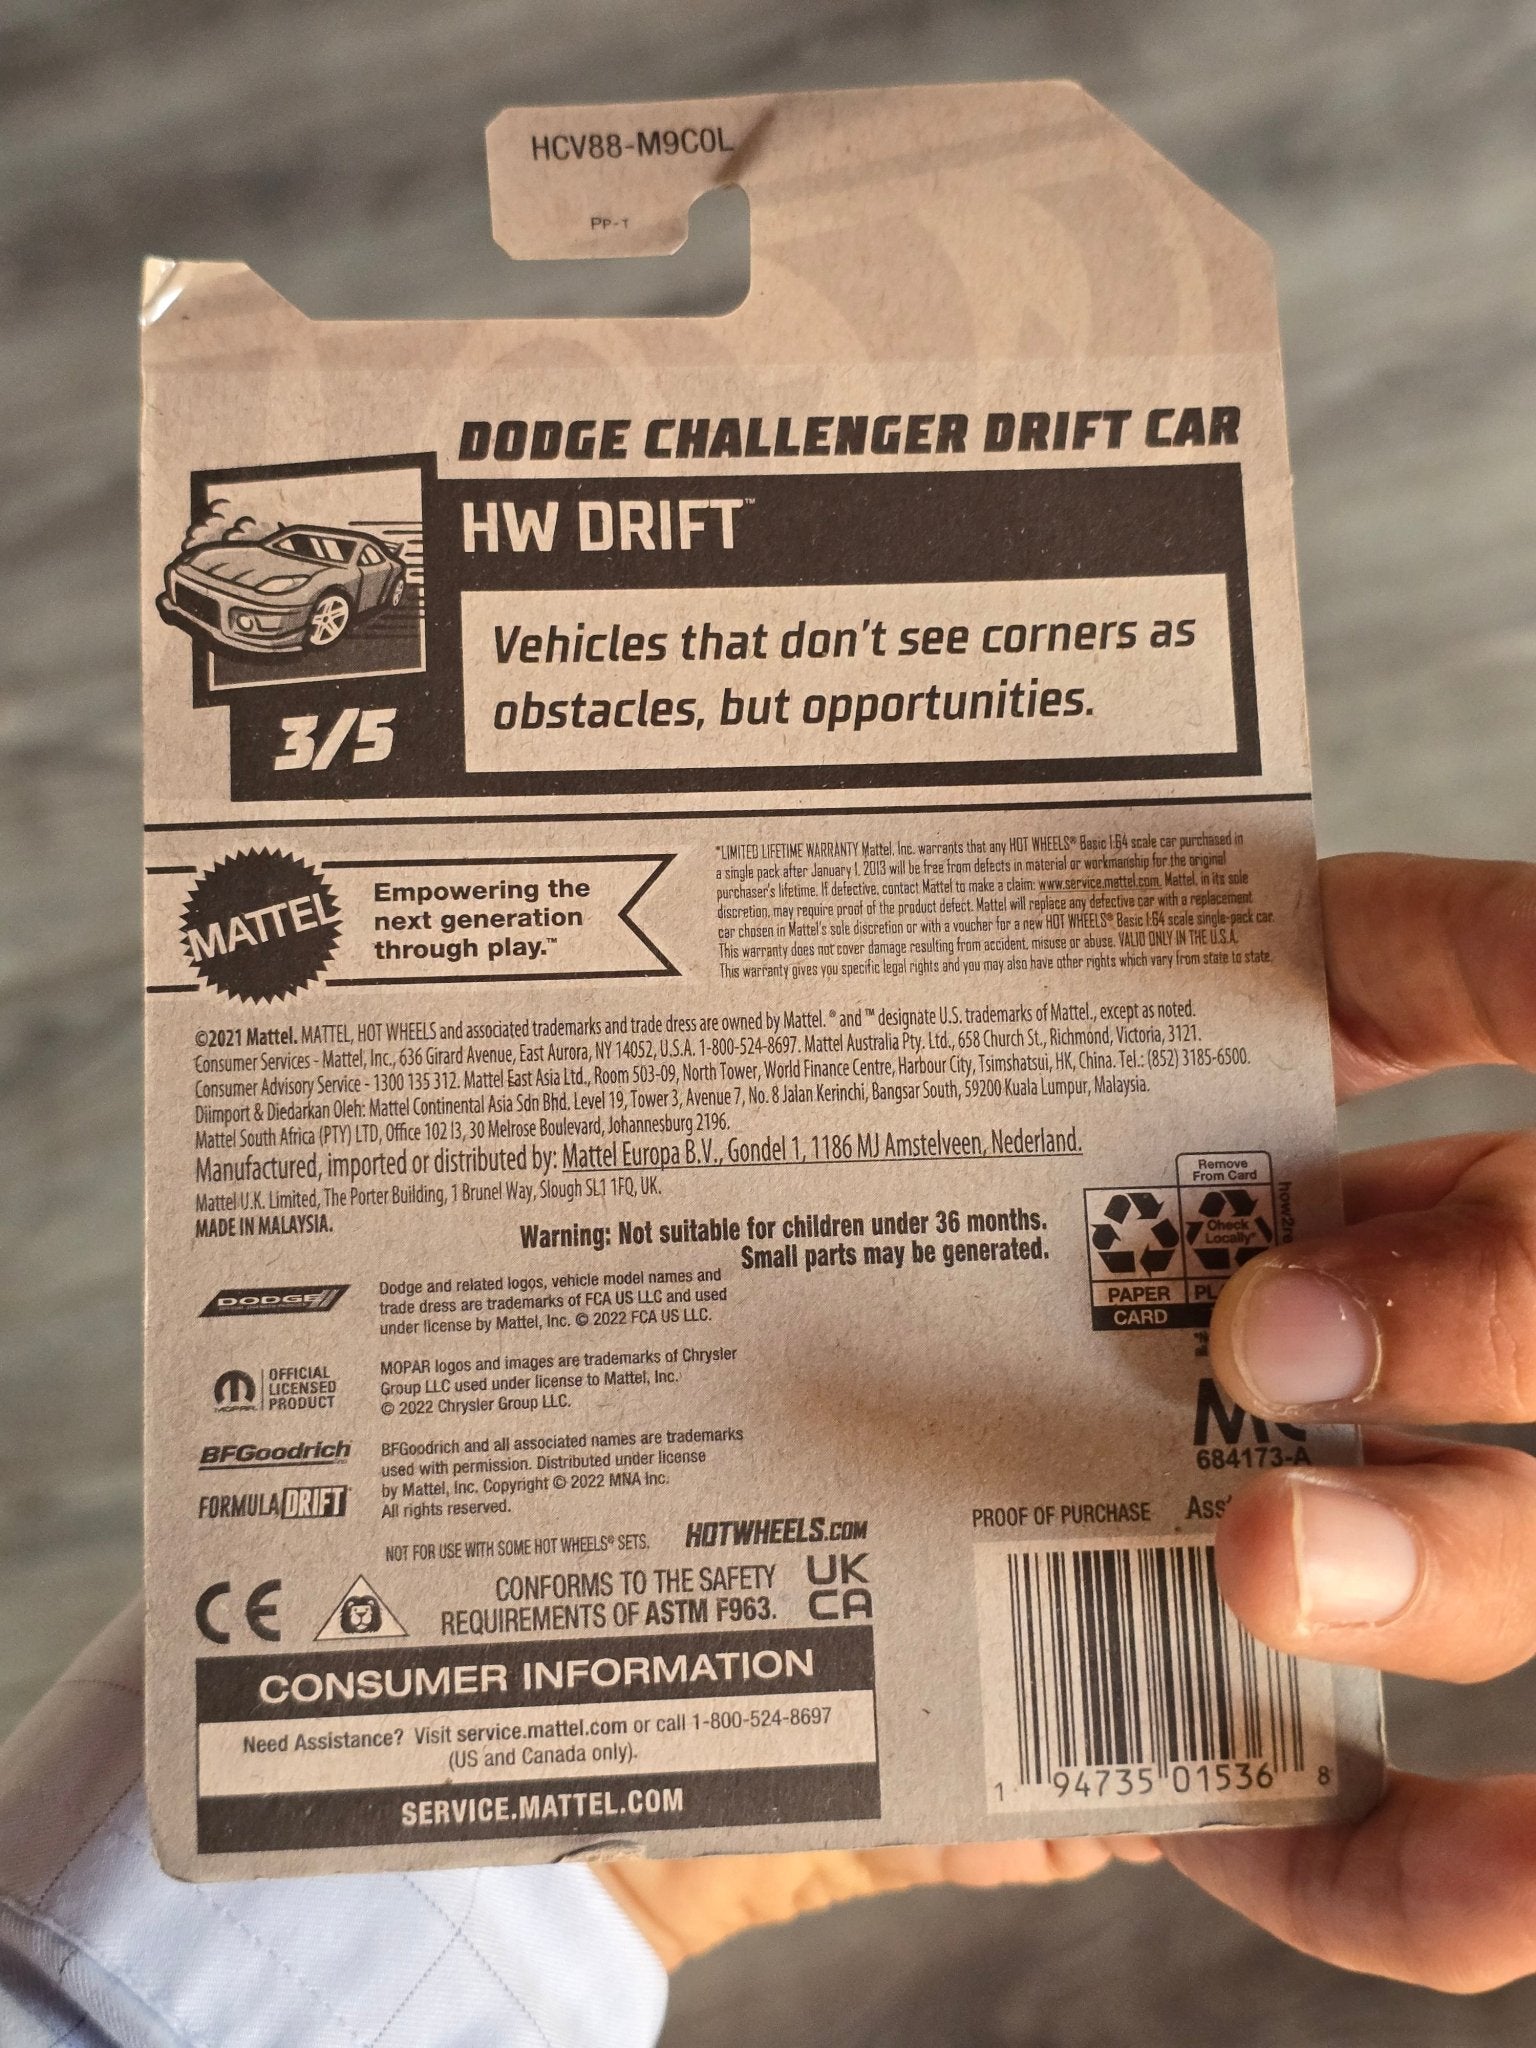 HCV88-M9C0L
PP-T
DODGE CHALLENGER DRIFT CAR
HW DRIFT™
Vehicles that don't see corners as
obstacles, but opportunities.
3/5
MATTEL
Empowering the
next generation
through play.™
*LIMITED LIFETIME WARRANTY Mattel, Inc. warrants that any HOT WHEELS® Basic 1:64 scale car purchased in
a single pack after January 1, 2013 will be free from defects in material or workmanship for the original
purchaser's lifetime. If defective, contact Mattel to make a claim: www.service.mattel.com. Mattel, in its sole
discretion, may require proof of the product defect. Mattel will replace any defective car with a replacement
car chosen in Mattel's sole discretion or with a voucher for a new HOT WHEELS® Basic 1:64 scale single-pack car.
This warranty does not cover damage resulting from accident, misuse or abuse. VALID ONLY IN THE U.S.A.
This warranty gives you specific legal rights and you may also have other rights which vary from state to state.
©2021 Mattel. MATTEL, HOT WHEELS and associated trademarks and trade dress are owned by Mattel. ® and ™ designate U.S. trademarks of Mattel, except as noted.
Consumer Services - Mattel, Inc., 636 Girard Avenue, East Aurora, NY 14052, U.S.A. 1-800-524-8697. Mattel Australia Pty. Ltd., 658 Church St., Richmond, Victoria, 3121.
Consumer Advisory Service - 1300 135 312. Mattel East Asia Ltd., Room 503-09, North Tower, World Finance Centre, Harbour City, Tsimshatsui, HK, China. Tel.: (852) 3185-6500.
Diimport & Diedarkan Oleh: Mattel Continental Asia Sdn Bhd. Level 19, Tower 3, Avenue 7, No. 8 Jalan Kerinchi, Bangsar South, 59200 Kuala Lumpur, Malaysia.
Mattel South Africa (PTY) LTD, Office 102 I3, 30 Melrose Boulevard, Johannesburg 2196.
Manufactured, imported or distributed by: Mattel Europa B.V., Gondel 1, 1186 MJ Amstelveen, Nederland.
Mattel U.K. Limited, The Porter Building, 1 Brunel Way, Slough SL1 1FQ, UK.
MADE IN MALAYSIA.
Warning: Not suitable for children under 36 months.
Small parts may be generated.
Remove
From Card
how2re
Check
Locally*
PAPER
PL
CARD
DODGE
Dodge and related logos, vehicle model names and
trade dress are trademarks of FCA US LLC and used
under license by Mattel, Inc. © 2022 FCA US LLC.
MOPAR
OFFICIAL
LICENSED
PRODUCT
MOPAR logos and images are trademarks of Chrysler
Group LLC used under license to Mattel, Inc.
© 2022 Chrysler Group LLC.
684173-A
BFGoodrich
BFGoodrich and all associated names are trademarks
used with permission. Distributed under license
by Mattel, Inc. Copyright © 2022 MNA Inc.
All rights reserved.
FORMULA DRIFT
NOT FOR USE WITH SOME HOT WHEELS® SETS.
HOTWHEELS.COM
PROOF OF PURCHASE
Ass'
CE
CONFORMS TO THE SAFETY
REQUIREMENTS OF ASTM F963.
UK
CA
CONSUMER INFORMATION
Need Assistance? Visit service.mattel.com or call 1-800-524-8697
(US and Canada only).
SERVICE.MATTEL.COM
1 94735 01536 8